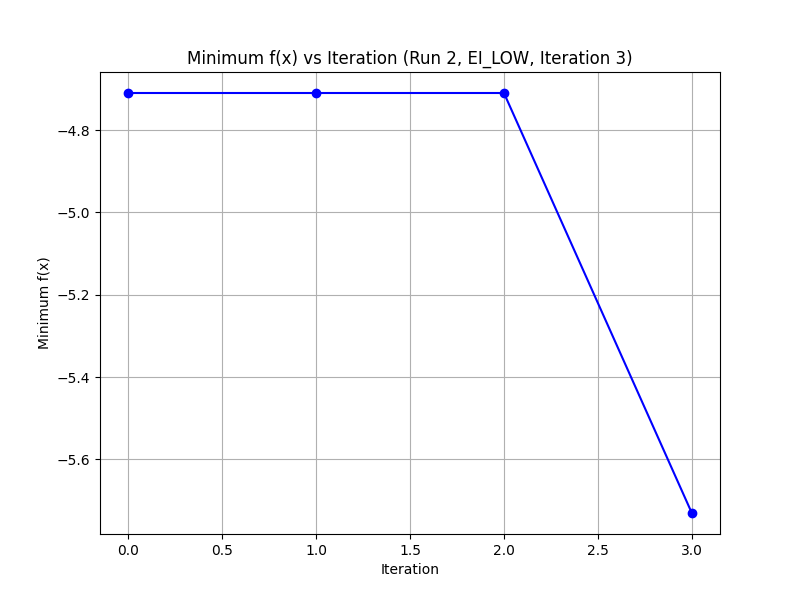 Minimum f(x) vs Iteration (Run 2, EI_LOW, Iteration 3)
Minimum f(x)
−4.8
−5.0
−5.2
−5.4
−5.6
0.0 0.5 1.0 1.5 2.0 2.5 3.0
Iteration